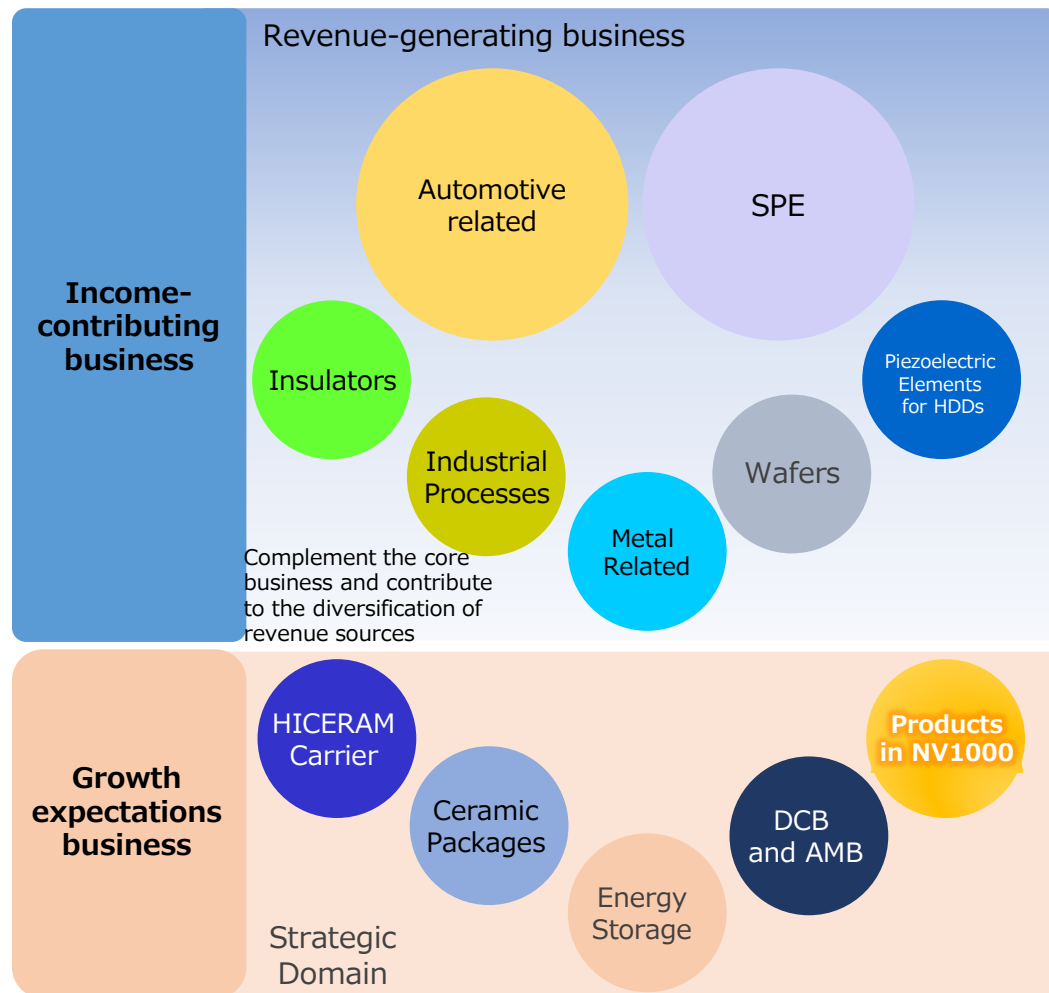 Revenue-generating business
Automotive
related
SPE
Income-
contributing
business
Insulators
Piezoelectric
Elements
for HDDs
Industrial
Processes
Wafers
Metal
Related
Complement the core
business and contribute
to the diversification of
revenue sources
Growth
expectations
business
HICERAM
Carrier
Products
in NV1000
Ceramic
Packages
DCB
and AMB
Energy
Storage
Strategic
Domain